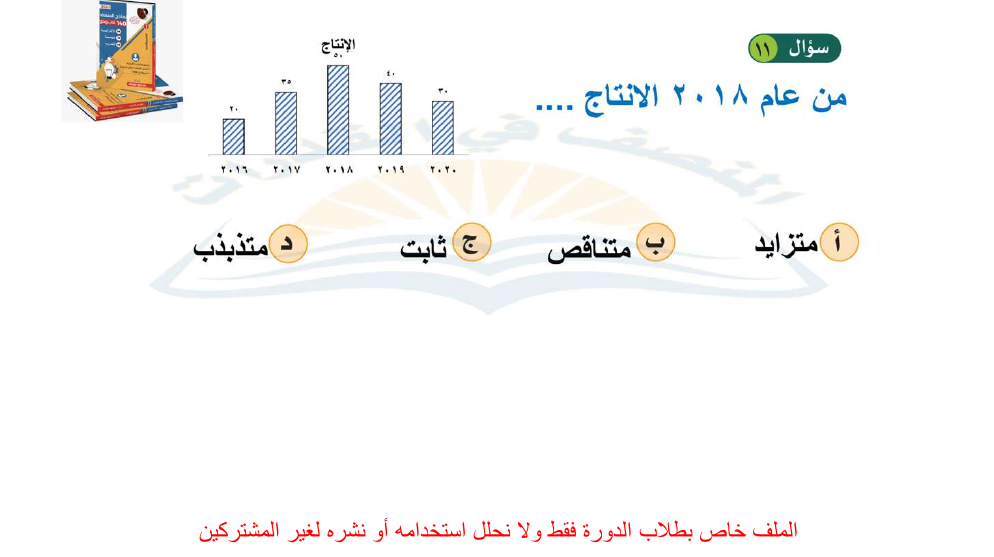 سؤال ١١
من عام ٢٠١٨ الانتاج ....
الإنتاج
٢٠ ٣٥ ٥٠ ٤٠ ٣٠
٢٠١٦ ٢٠١٧ ٢٠١٨ ٢٠١٩ ٢٠٢٠
أ متزايد
ب متناقص
ج ثابت
د متذبذب
الملف خاص بطلاب الدورة فقط ولا نحلل استخدامه أو نشره لغير المشتركين